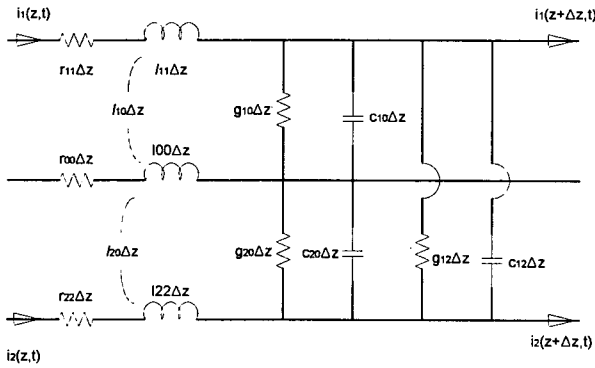 i1(z,t)
i1(z+Δz,t)
r11Δz
l11Δz
l10Δz
g10Δz
c10Δz
r00Δz
l00Δz
l20Δz
g20Δz
c20Δz
g12Δz
c12Δz
r22Δz
l22Δz
i2(z,t)
i2(z+Δz,t)